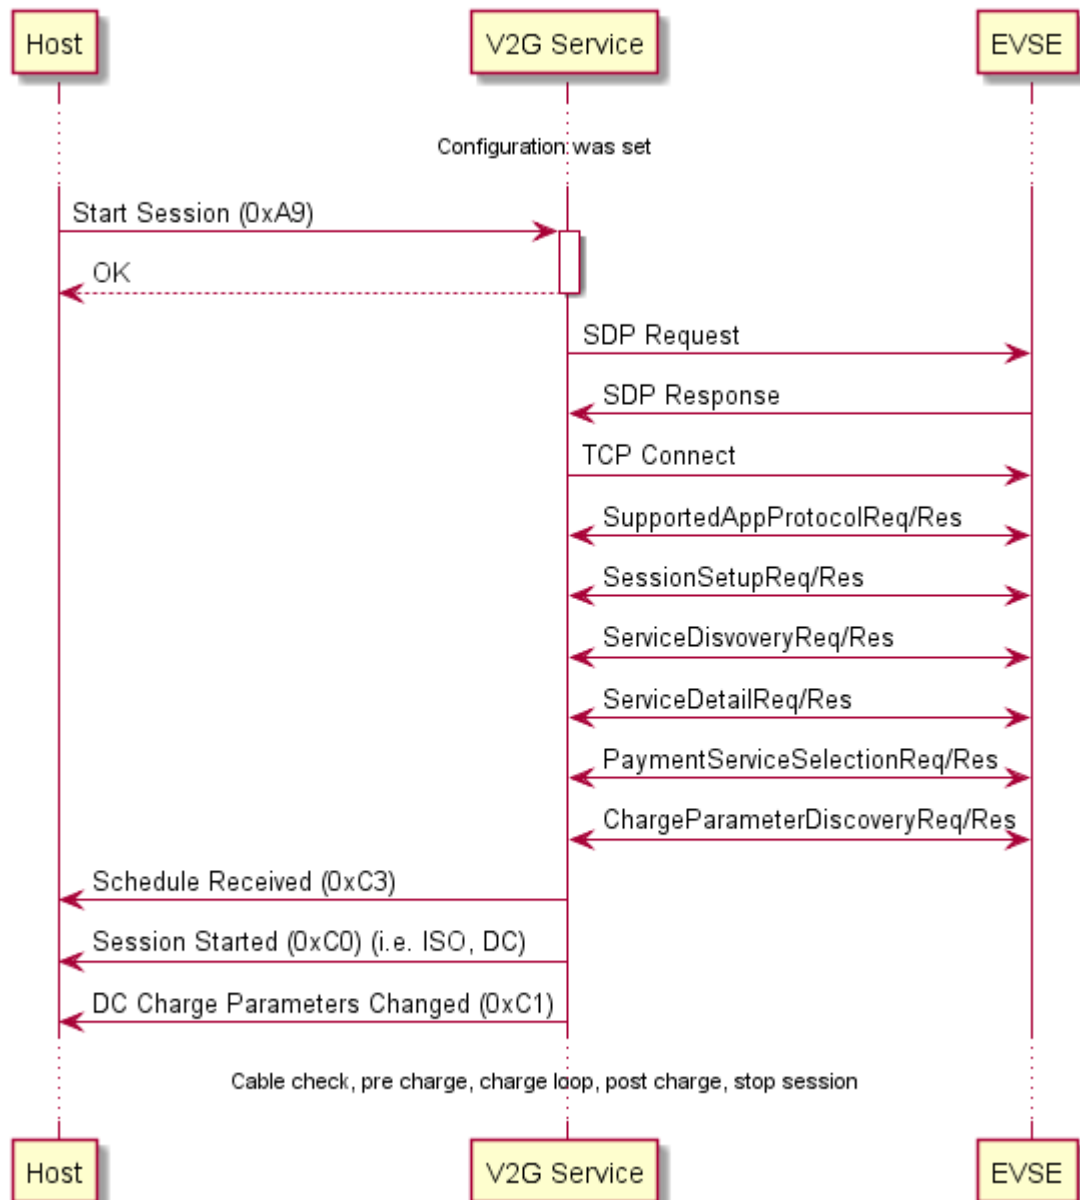 Host
V2G Service
EVSE
Configuration was set
Start Session (0xA9)
OK
SDP Request
SDP Response
TCP Connect
SupportedAppProtocolReq/Res
SessionSetupReq/Res
ServiceDisvoveryReq/Res
ServiceDetailReq/Res
PaymentServiceSelectionReq/Res
ChargeParameterDiscoveryReq/Res
Schedule Received (0xC3)
Session Started (0xC0) (i.e. ISO, DC)
DC Charge Parameters Changed (0xC1)
Cable check, pre charge, charge loop, post charge, stop session
Host
V2G Service
EVSE